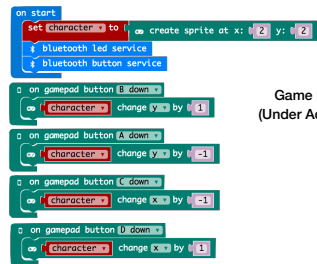 on start
set character to create sprite at x: 2 y: 2
bluetooth led service
bluetooth button service
on gamepad button B down
character change y by 1
on gamepad button A down
character change y by -1
on gamepad button C down
character change x by -1
on gamepad button D down
character change x by 1
Game
(Under